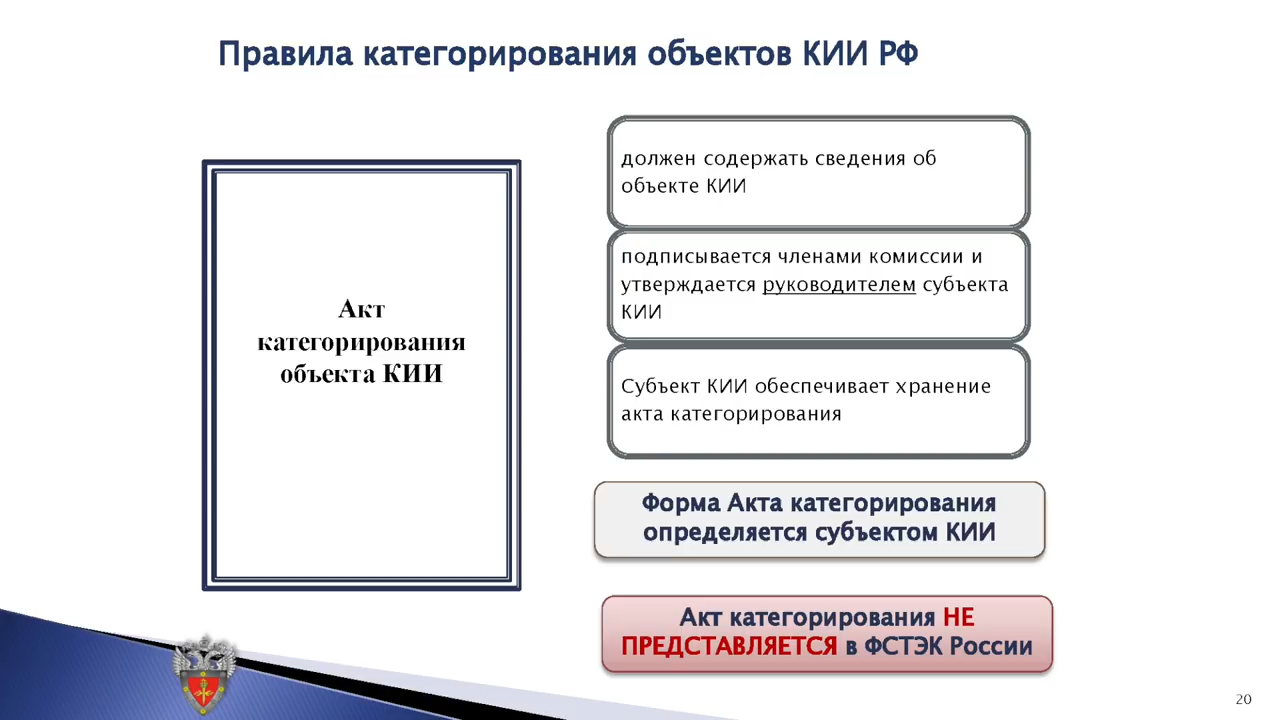 Правила категорирования объектов КИИ РФ
Акт
категорирования
объекта КИИ
должен содержать сведения об
объекте КИИ
подписывается членами комиссии и
утверждается руководителем субъекта
КИИ
Субъект КИИ обеспечивает хранение
акта категорирования
Форма Акта категорирования
определяется субъектом КИИ
Акт категорирования НЕ
ПРЕДСТАВЛЯЕТСЯ в ФСТЭК России
20